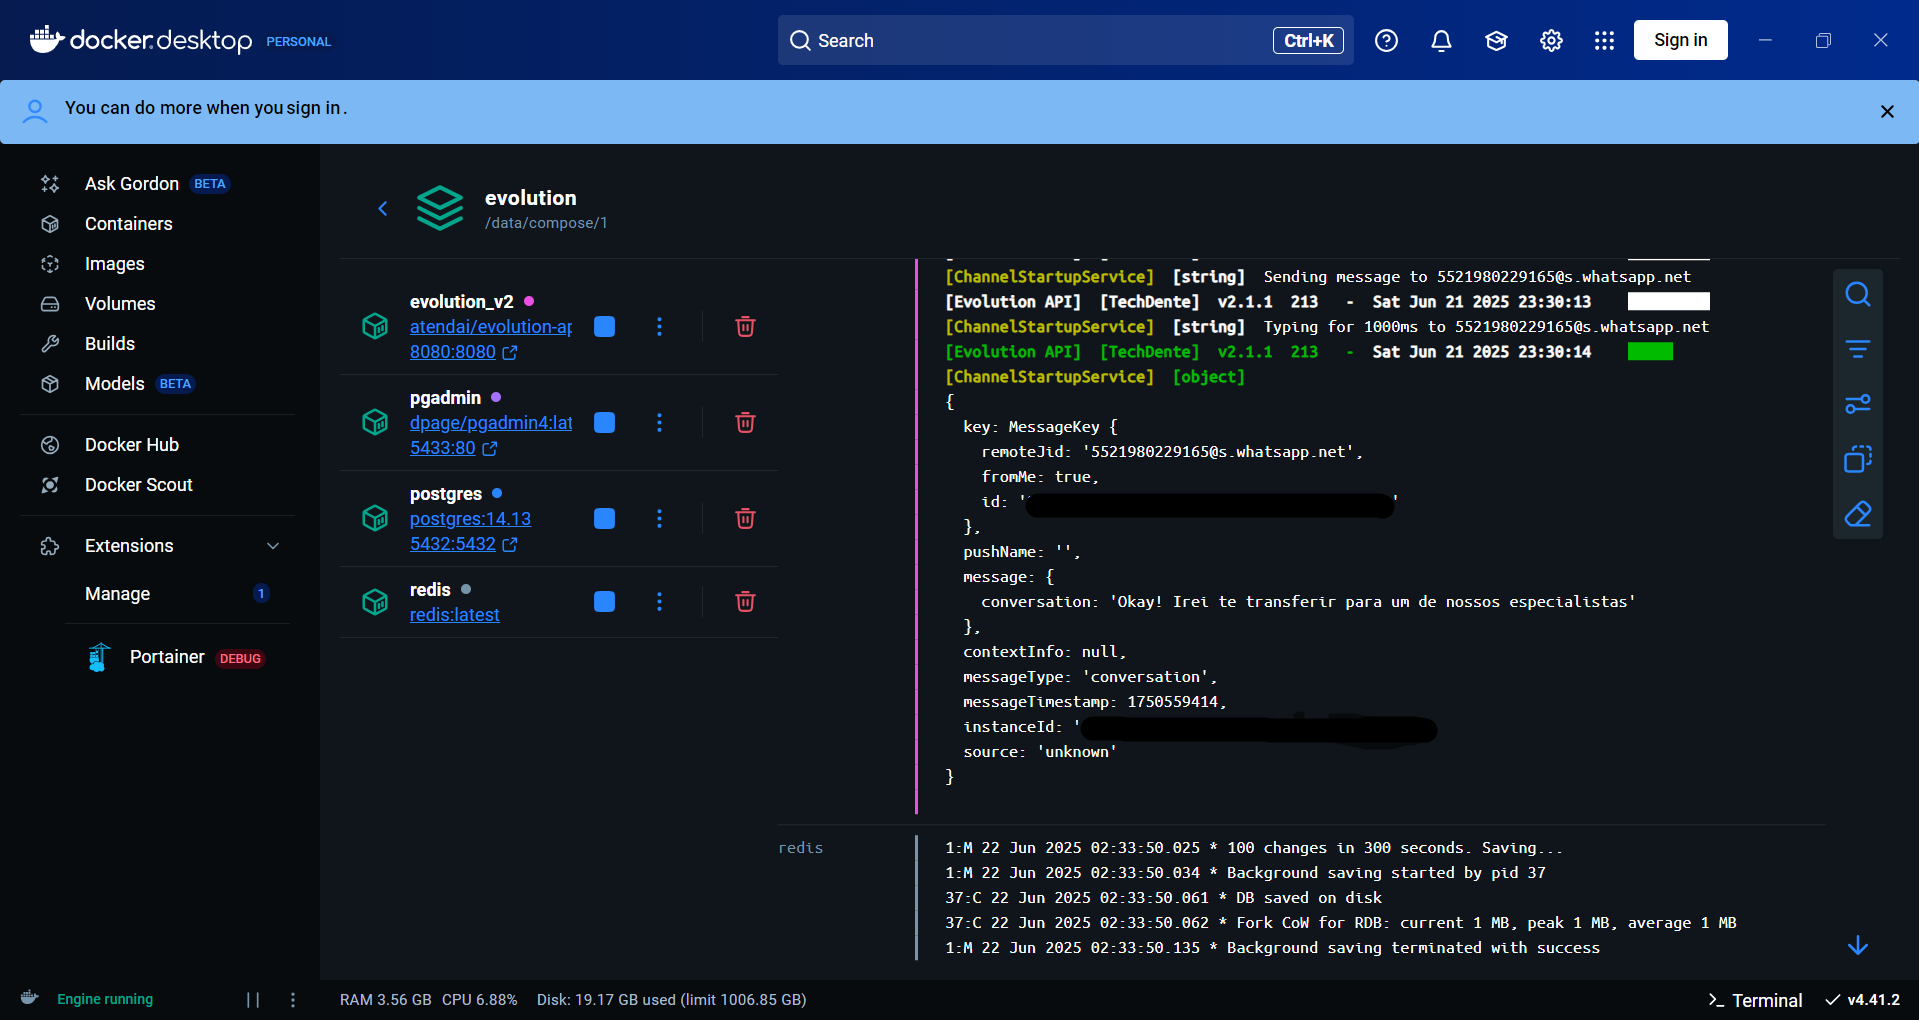 docker.desktop PERSONAL
Search
Ctrl+K
Sign in
You can do more when you sign in.
Ask Gordon BETA
Containers
Images
Volumes
Builds
Models BETA
Docker Hub
Docker Scout
Extensions
Manage 1
Portainer DEBUG
evolution
/data/compose/1
evolution_v2
atendai/evolution-ap
8080:8080
pgadmin
dpage/pgadmin4:lat
5433:80
postgres
postgres:14.13
5432:5432
redis
redis:latest
[ChannelStartupService] [string] Sending message to 5521980229165@s.whatsapp.net
[Evolution API] [TechDente] v2.1.1 213 - Sat Jun 21 2025 23:30:13
[ChannelStartupService] [string] Typing for 1000ms to 5521980229165@s.whatsapp.net
[Evolution API] [TechDente] v2.1.1 213 - Sat Jun 21 2025 23:30:14
[ChannelStartupService] [object]
{
key: MessageKey {
remoteJid: '5521980229165@s.whatsapp.net',
fromMe: true,
id: ' '
},
pushName: '',
message: {
conversation: 'Okay! Irei te transferir para um de nossos especialistas'
},
contextInfo: null,
messageType: 'conversation',
messageTimestamp: 1750559414,
instanceId: '
source: 'unknown'
}
redis
1:M 22 Jun 2025 02:33:50.025 * 100 changes in 300 seconds. Saving...
1:M 22 Jun 2025 02:33:50.034 * Background saving started by pid 37
37:C 22 Jun 2025 02:33:50.061 * DB saved on disk
37:C 22 Jun 2025 02:33:50.062 * Fork CoW for RDB: current 1 MB, peak 1 MB, average 1 MB
1:M 22 Jun 2025 02:33:50.135 * Background saving terminated with success
Engine running
RAM 3.56 GB CPU 6.88% Disk: 19.17 GB used (limit 1006.85 GB)
>_ Terminal
v4.41.2